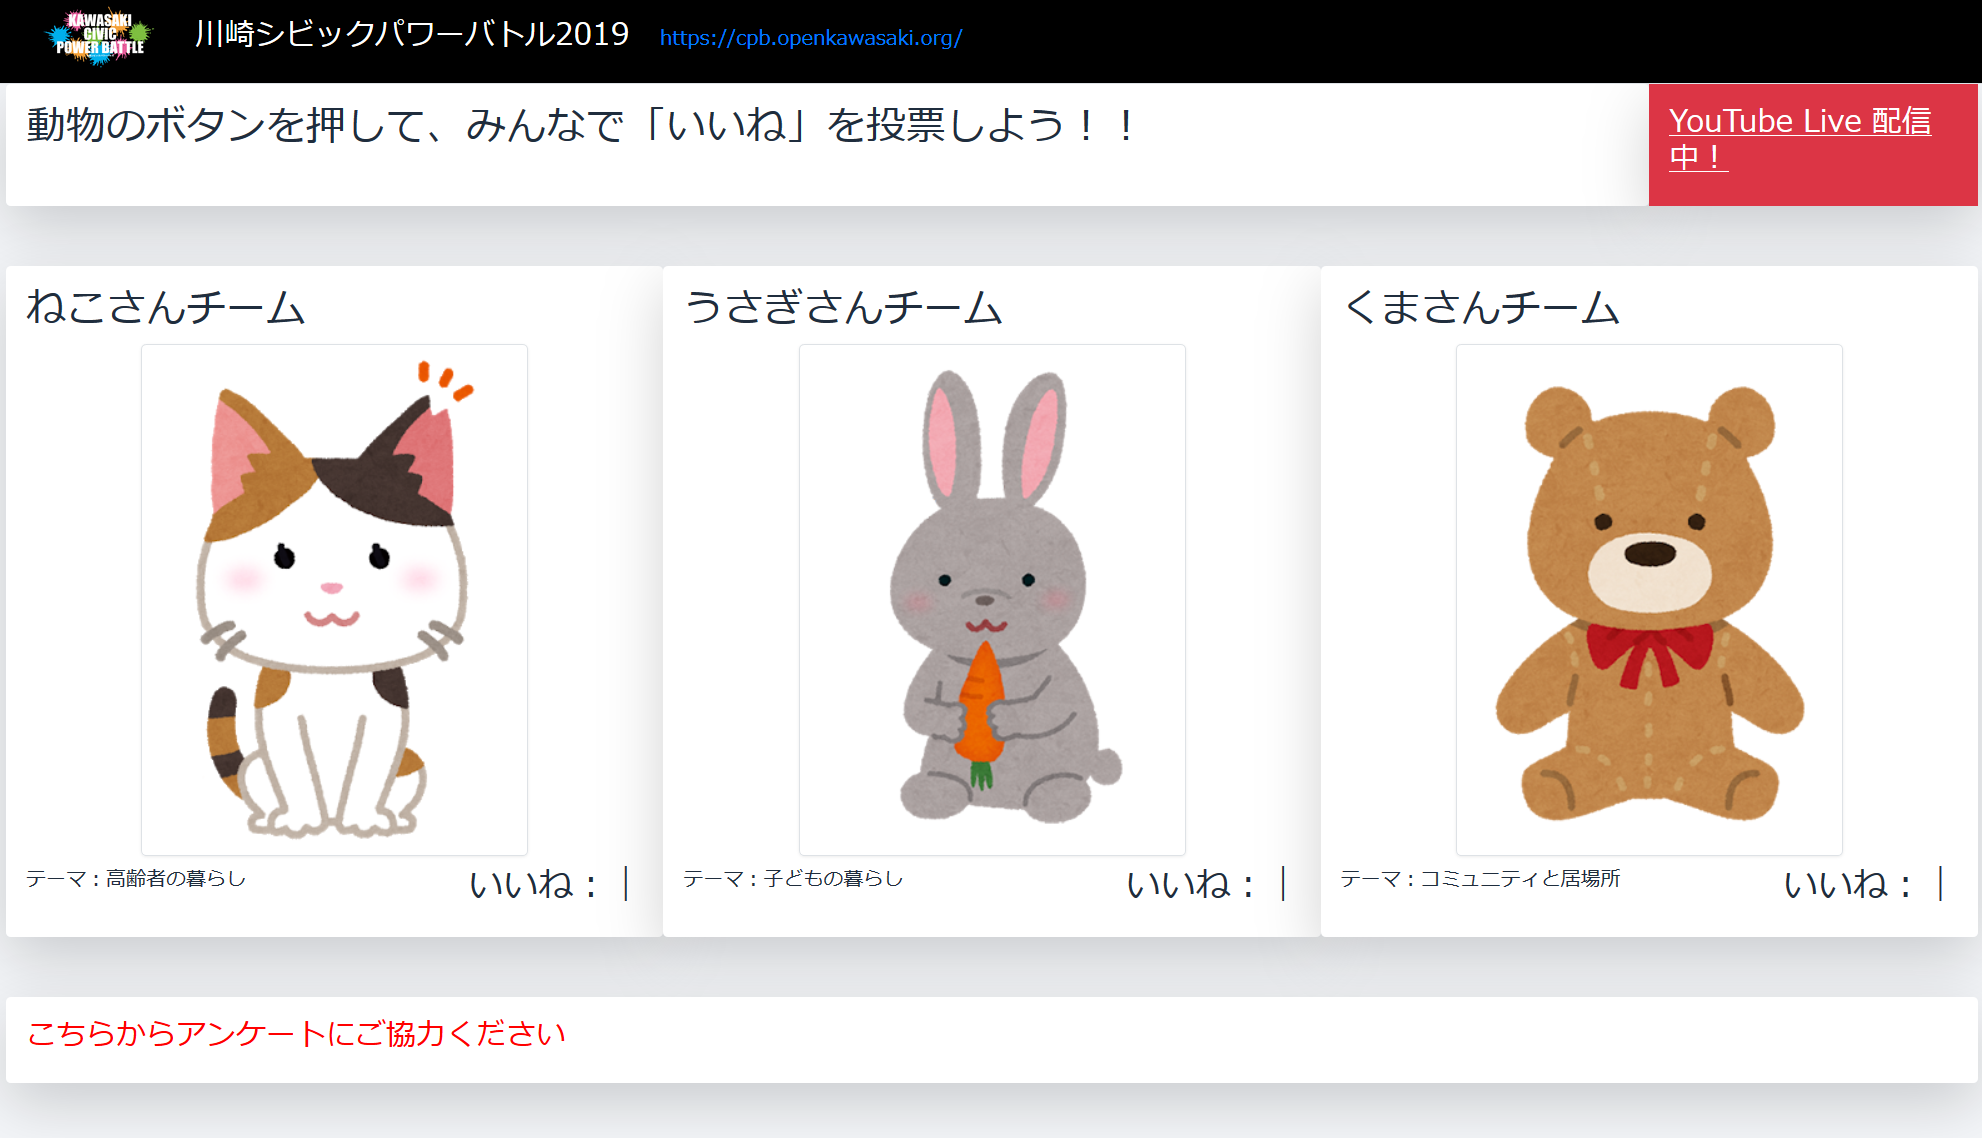 KAWASAKI
CIVIC
POWER BATTLE
川崎シビックパワーバトル2019 https://cpb.openkawasaki.org/
動物のボタンを押して、みんなで「いいね」を投票しよう！！
YouTube Live 配信
中！
ねこさんチーム
テーマ：高齢者の暮らし いいね： |
うさぎさんチーム
テーマ：子どもの暮らし いいね： |
くまさんチーム
テーマ：コミュニティと居場所 いいね： |
こちらからアンケートにご協力ください